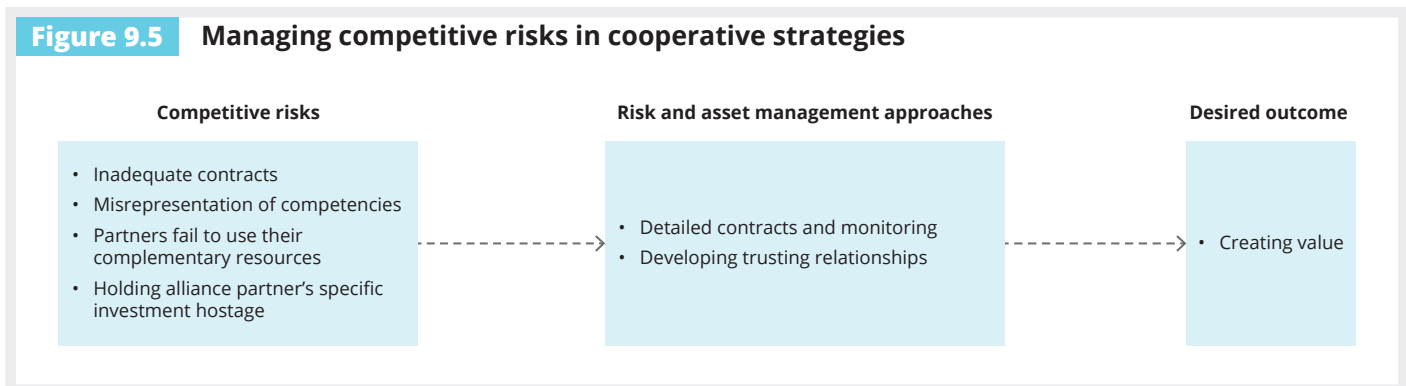 Figure 9.5 Managing competitive risks in cooperative strategies
Competitive risks
• Inadequate contracts
• Misrepresentation of competencies
• Partners fail to use their
complementary resources
• Holding alliance partner's specific
investment hostage
Risk and asset management approaches
• Detailed contracts and monitoring
• Developing trusting relationships
Desired outcome
• Creating value